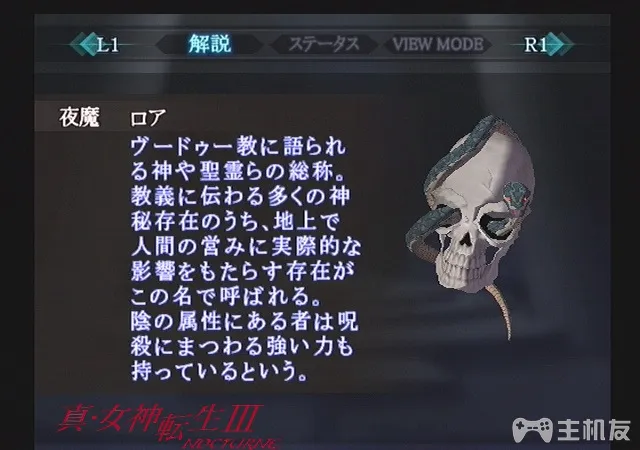 L1 解説 ステータス VIEW MODE R1
夜魔 ロア
ヴードゥー教に語られ
る神や聖霊らの総称。
教義に伝わる多くの神
秘存在のうち、地上で
人間の営みに実際的な
影響をもたらす存在が
この名で呼ばれる。
陰の属性にある者は呪
殺にまつわる強い力も
持っているという。
真・女神転生III
NOCTURNE
主机友